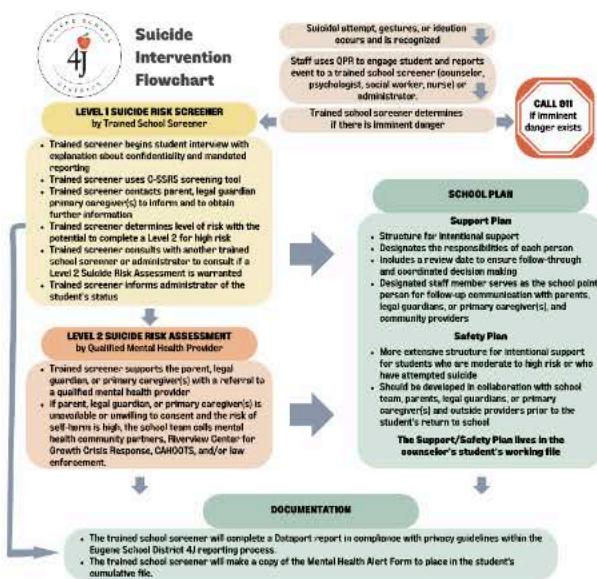 EUGENE SCHOOL
4J
DISTRICT
Suicide
Intervention
Flowchart
Suicidal attempt, gestures, or ideation
occurs and is recognized
Staff uses QPR to engage student and reports
event to a trained school screener (counselor,
psychologist, social worker, nurse) or
administrator.
Trained school screener determines
if there is imminent danger
CALL 911
if imminent
danger exists
LEVEL 1 SUICIDE RISK SCREENER
by Trained School Screener
• Trained screener begins student interview with
explanation about confidentiality and mandated
reporting
• Trained screener uses C-SSRS screening tool
• Trained screener contacts parent, legal guardian
primary caregiver(s) to inform and to obtain
further information
• Trained screener determines level of risk with the
potential to complete a Level 2 for high risk
• Trained screener consults with another trained
school screener or administrator to consult if a
Level 2 Suicide Risk Assessment is warranted
• Trained screener informs administrator of the
student's status
LEVEL 2 SUICIDE RISK ASSESSMENT
by Qualified Mental Health Provider
• Trained screener supports the parent, legal
guardian, or primary caregiver(s) with a referral to
a qualified mental health provider
• If parent, legal guardian, or primary caregiver(s) is
unavailable or unwilling to consent and the risk of
self-harm is high, the school team calls mental
health community partners, Riverview Center for
Growth Crisis Response, CAHOOTS, and/or law
enforcement.
SCHOOL PLAN
Support Plan
• Structure for intentional support
• Designates the responsibilities of each person
• Includes a review date to ensure follow-through
and coordinated decision making
• Designated staff member serves as the school point
person for follow-up communication with parents,
legal guardians, or primary caregiver(s), and
community providers
Safety Plan
• More extensive structure for intentional support
for students who are moderate to high risk or who
have attempted suicide
• Should be developed in collaboration with school
team, parents, legal guardians, or primary
caregiver(s) and outside providers prior to the
student's return to school
The Support/Safety Plan lives in the
counselor's student's working file
DOCUMENTATION
• The trained school screener will complete a Dataport report in compliance with privacy guidelines within the
Eugene School District 4J reporting process.
• The trained school screener will make a copy of the Mental Health Alert Form to place in the student's
cumulative file.